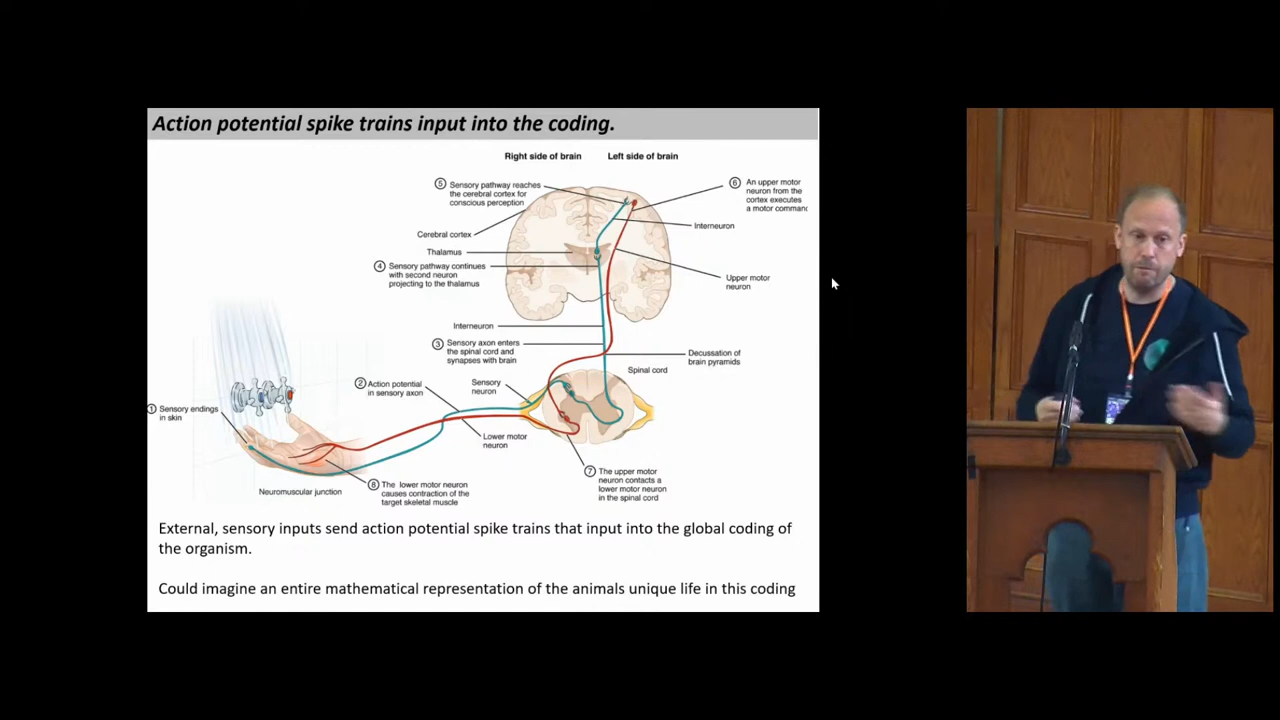 Action potential spike trains input into the coding.
Right side of brain
Left side of brain
5 Sensory pathway reaches
the cerebral cortex for
conscious perception
6 An upper motor
neuron from the
cortex executes
a motor comman
Interneuron
Cerebral cortex
Thalamus
4 Sensory pathway continues
with second neuron
projecting to the thalamus
Upper motor
neuron
Interneuron
3 Sensory axon enters
the spinal cord and
synapses with brain
Decussation of
brain pyramids
Spinal cord
2 Action potential
in sensory axon
Sensory
neuron
1 Sensory endings
in skin
Lower motor
neuron
7 The upper motor
neuron contacts a
lower motor neuron
in the spinal cord
Neuromuscular junction
8 The lower motor neuron
causes contraction of the
target skeletal muscle
External, sensory inputs send action potential spike trains that input into the global coding of
the organism.
Could imagine an entire mathematical representation of the animals unique life in this coding